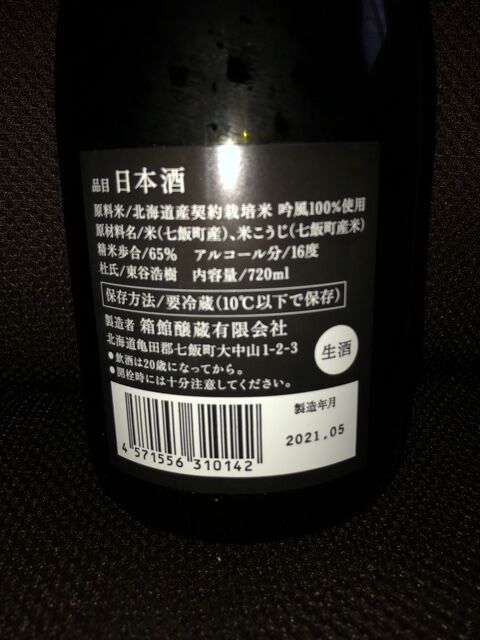 品目 日本酒
原料米/北海道産契約栽培米 吟風100%使用
原材料名/米(七飯町産)、米こうじ(七飯町産米)
精米歩合/65% アルコール分/16度
杜氏/東谷浩樹 内容量/720ml
保存方法/要冷蔵(10℃以下で保存)
製造者 箱館醸蔵有限会社
北海道亀田郡七飯町大中山1-2-3
●飲酒は20歳になってから。
●開栓時には十分注意してください。
生酒
製造年月
2021.05
4 571556 310142